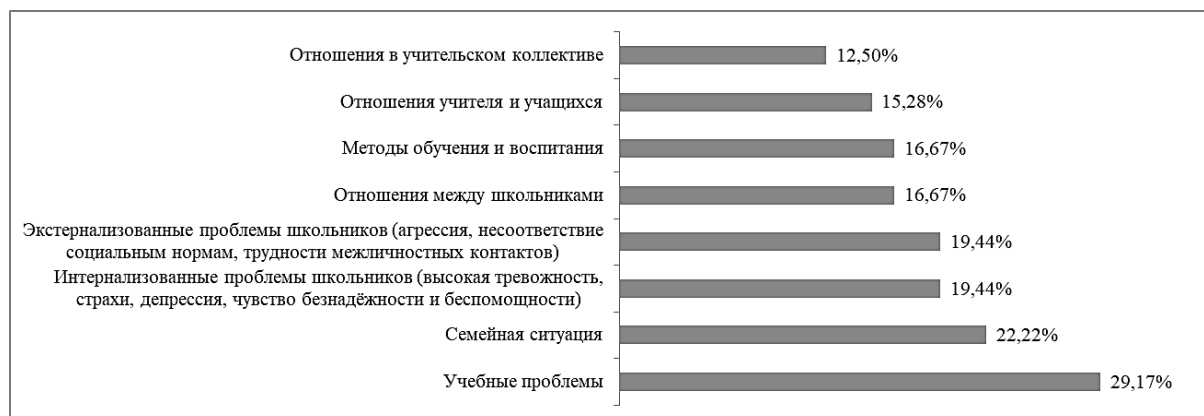 Отношения в учительском коллективе
12,50%
Отношения учителя и учащихся
15,28%
Методы обучения и воспитания
16,67%
Отношения между школьниками
16,67%
Экстернализованные проблемы школьников (агрессия, несоответствие
социальным нормам, трудности межличностных контактов)
19,44%
Интернализованные проблемы школьников (высокая тревожность,
страхи, депрессия, чувство безнадёжности и беспомощности)
19,44%
Семейная ситуация
22,22%
Учебные проблемы
29,17%